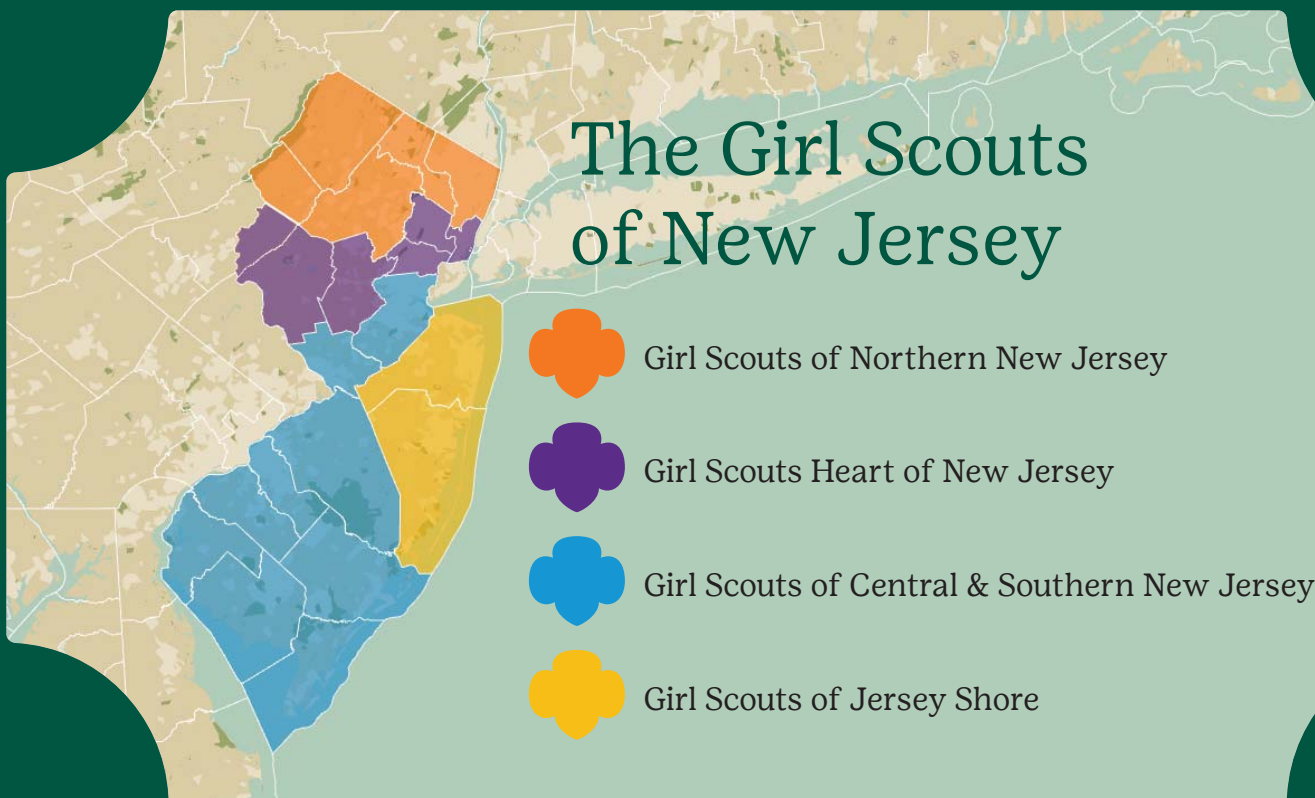 The Girl Scouts
of New Jersey
Girl Scouts of Northern New Jersey
Girl Scouts Heart of New Jersey
Girl Scouts of Central & Southern New Jersey
Girl Scouts of Jersey Shore